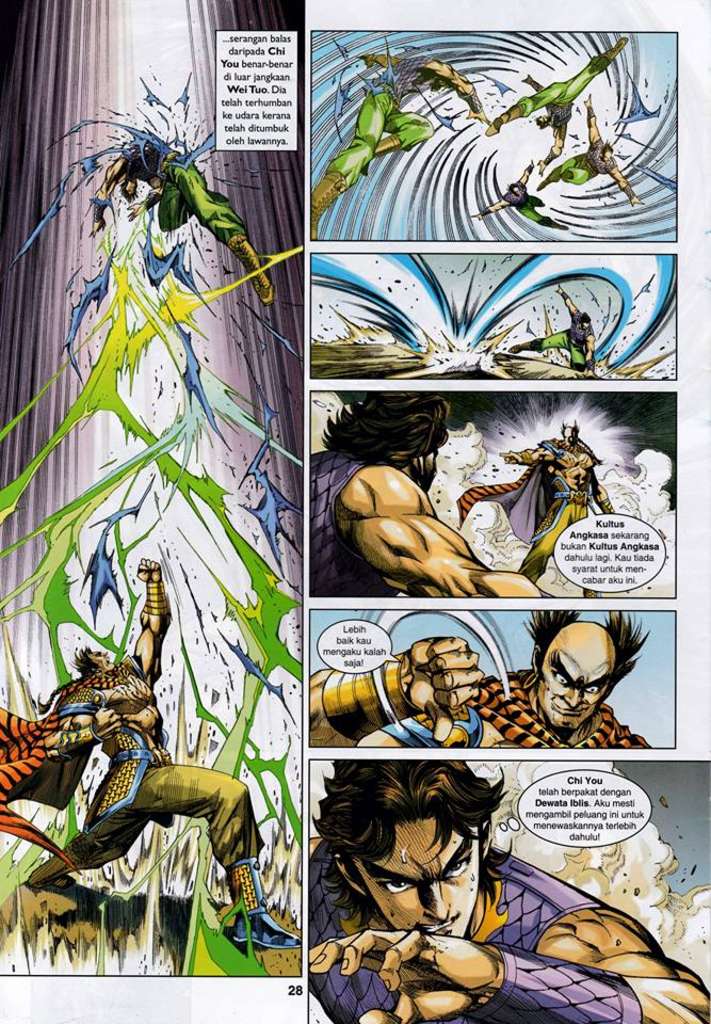 ...serangan balas
daripada Chi
You benar-benar
di luar jangkaan
Wei Tuo. Dia
telah terhumban
ke udara kerana
telah ditumbuk
oleh lawannya.
Kultus
Angkasa sekarang
bukan Kultus Angkasa
dahulu lagi. Kau tiada
syarat untuk men-
cabar aku ini.
Lebih
baik kau
mengaku kalah
saja!
Chi You
telah berpakat dengan
Dewata Iblis. Aku mesti
mengambil peluang ini untuk
menewaskannya terlebih
dahulu!
28